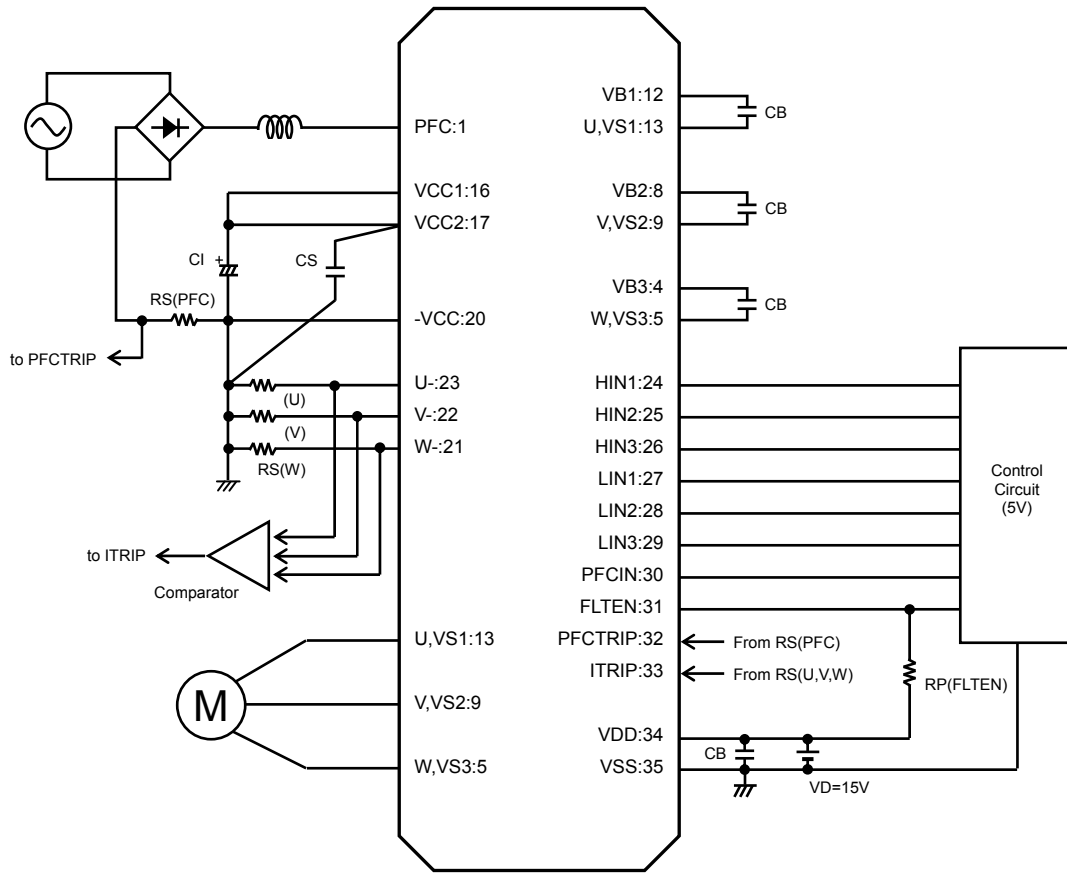 VB1:12
CB
U,VS1:13
PFC:1
VCC1:16
VB2:8
CB
VCC2:17
V,VS2:9
CI
+
CS
VB3:4
CB
RS(PFC)
-VCC:20
W,VS3:5
to PFCTRIP
U-:23
HIN1:24
(U)
V-:22
HIN2:25
(V)
W-:21
HIN3:26
RS(W)
LIN1:27
Control
Circuit
(5V)
LIN2:28
LIN3:29
to ITRIP
Comparator
PFCIN:30
FLTEN:31
U,VS1:13
PFCTRIP:32
From RS(PFC)
ITRIP:33
From RS(U,V,W)
RP(FLTEN)
M
V,VS2:9
VDD:34
CB
W,VS3:5
VSS:35
VD=15V